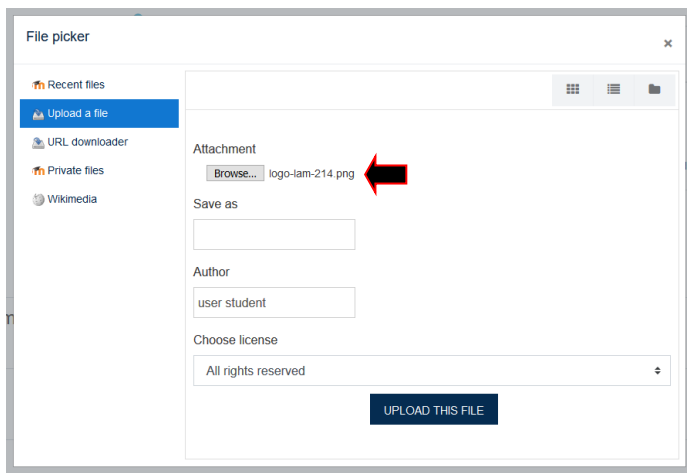 File picker
×
Recent files
Upload a file
URL downloader
Private files
Wikimedia
Attachment
Browse... logo-lam-214.png
Save as
Author
user student
Choose license
All rights reserved
UPLOAD THIS FILE